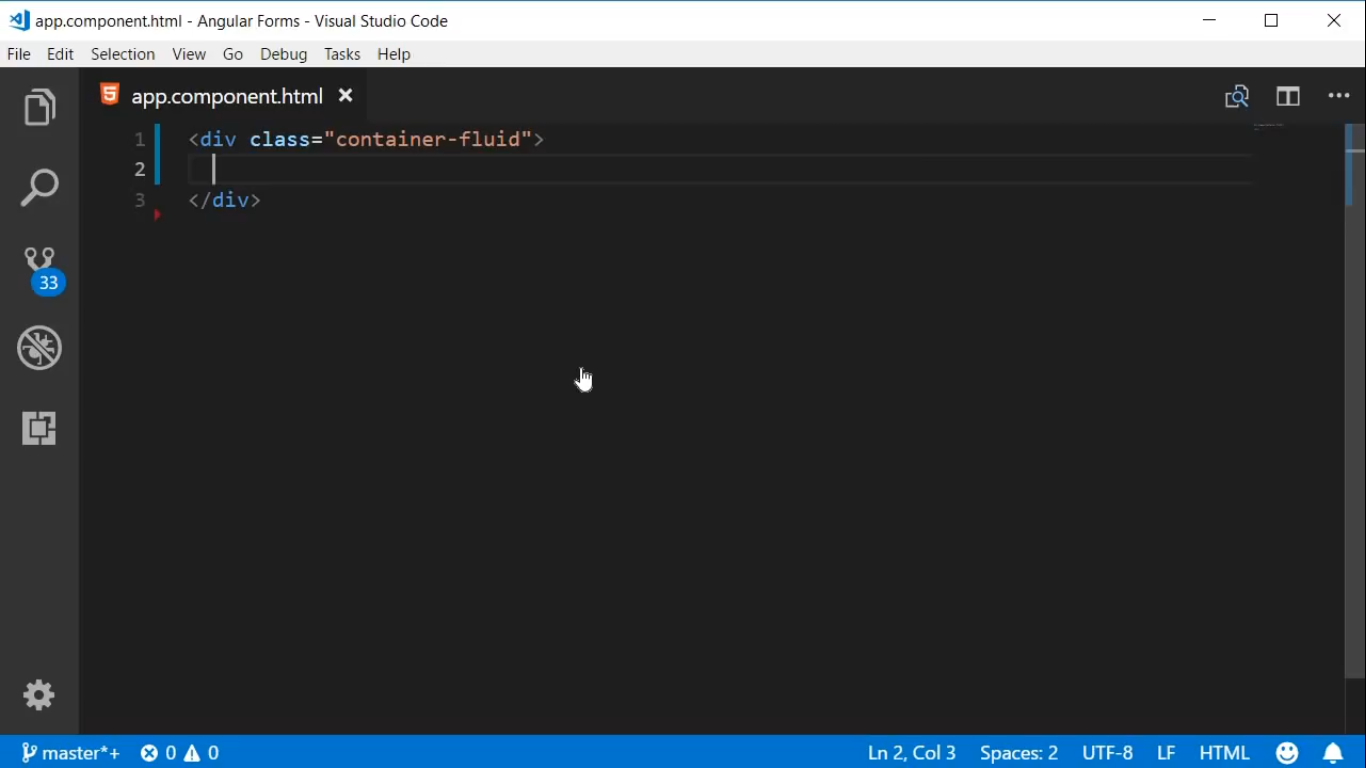 app.component.html - Angular Forms - Visual Studio Code
File Edit Selection View Go Debug Tasks Help
app.component.html
1 <div class="container-fluid">
2
3 </div>
33
master*+ 0 0 Ln 2, Col 3 Spaces: 2 UTF-8 LF HTML